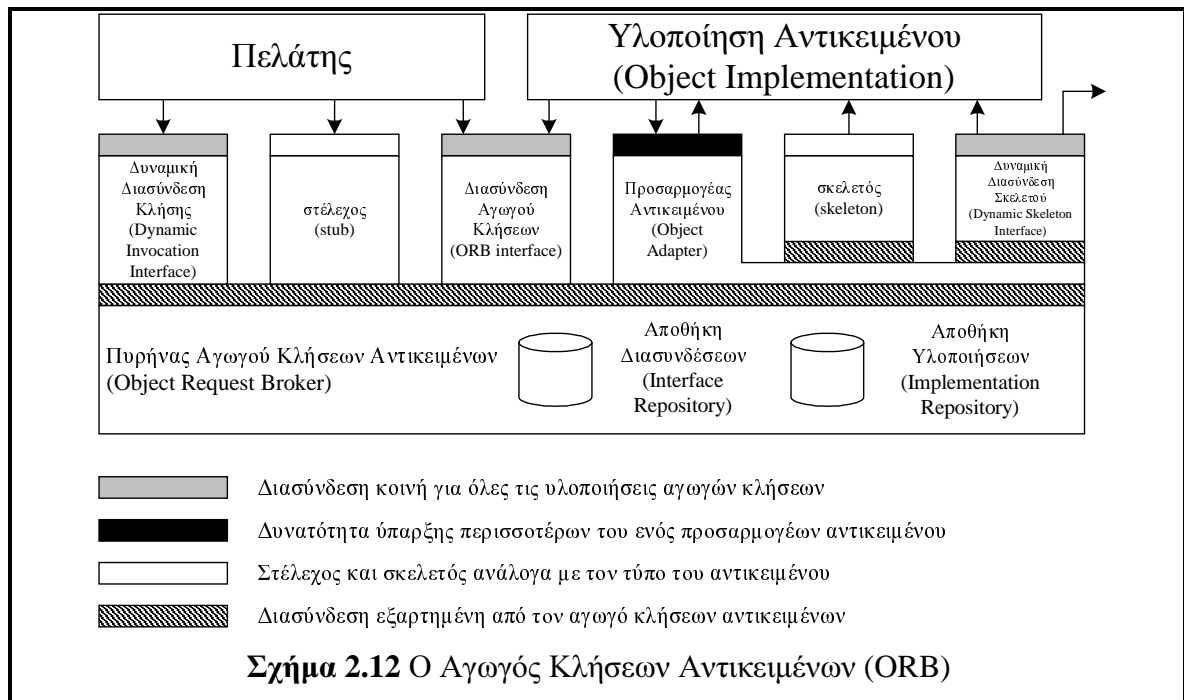 Πελάτης
Υλοποίηση Αντικειμένου
(Object Implementation)
Δυναμική
Διασύνδεση
Κλήσης
(Dynamic
Invocation
Interface)
στέλεχος
(stub)
Διασύνδεση
Αγωγού
Κλήσεων
(ORB interface)
Προσαρμογέας
Αντικειμένου
(Object
Adapter)
σκελετός
(skeleton)
Δυναμική
Διασύνδεση
Σκελετού
(Dynamic Skeleton
Interface)
Πυρήνας Αγωγού Κλήσεων Αντικειμένων
(Object Request Broker)
Αποθήκη
Διασυνδέσεων
(Interface
Repository)
Αποθήκη
Υλοποιήσεων
(Implementation
Repository)
Διασύνδεση κοινή για όλες τις υλοποιήσεις αγωγών κλήσεων
Δυνατότητα ύπαρξης περισσοτέρων του ενός προσαρμογέων αντικειμένου
Στέλεχος και σκελετός ανάλογα με τον τύπο του αντικειμένου
Διασύνδεση εξαρτημένη από τον αγωγό κλήσεων αντικειμένων
Σχήμα 2.12 Ο Αγωγός Κλήσεων Αντικειμένων (ORB)